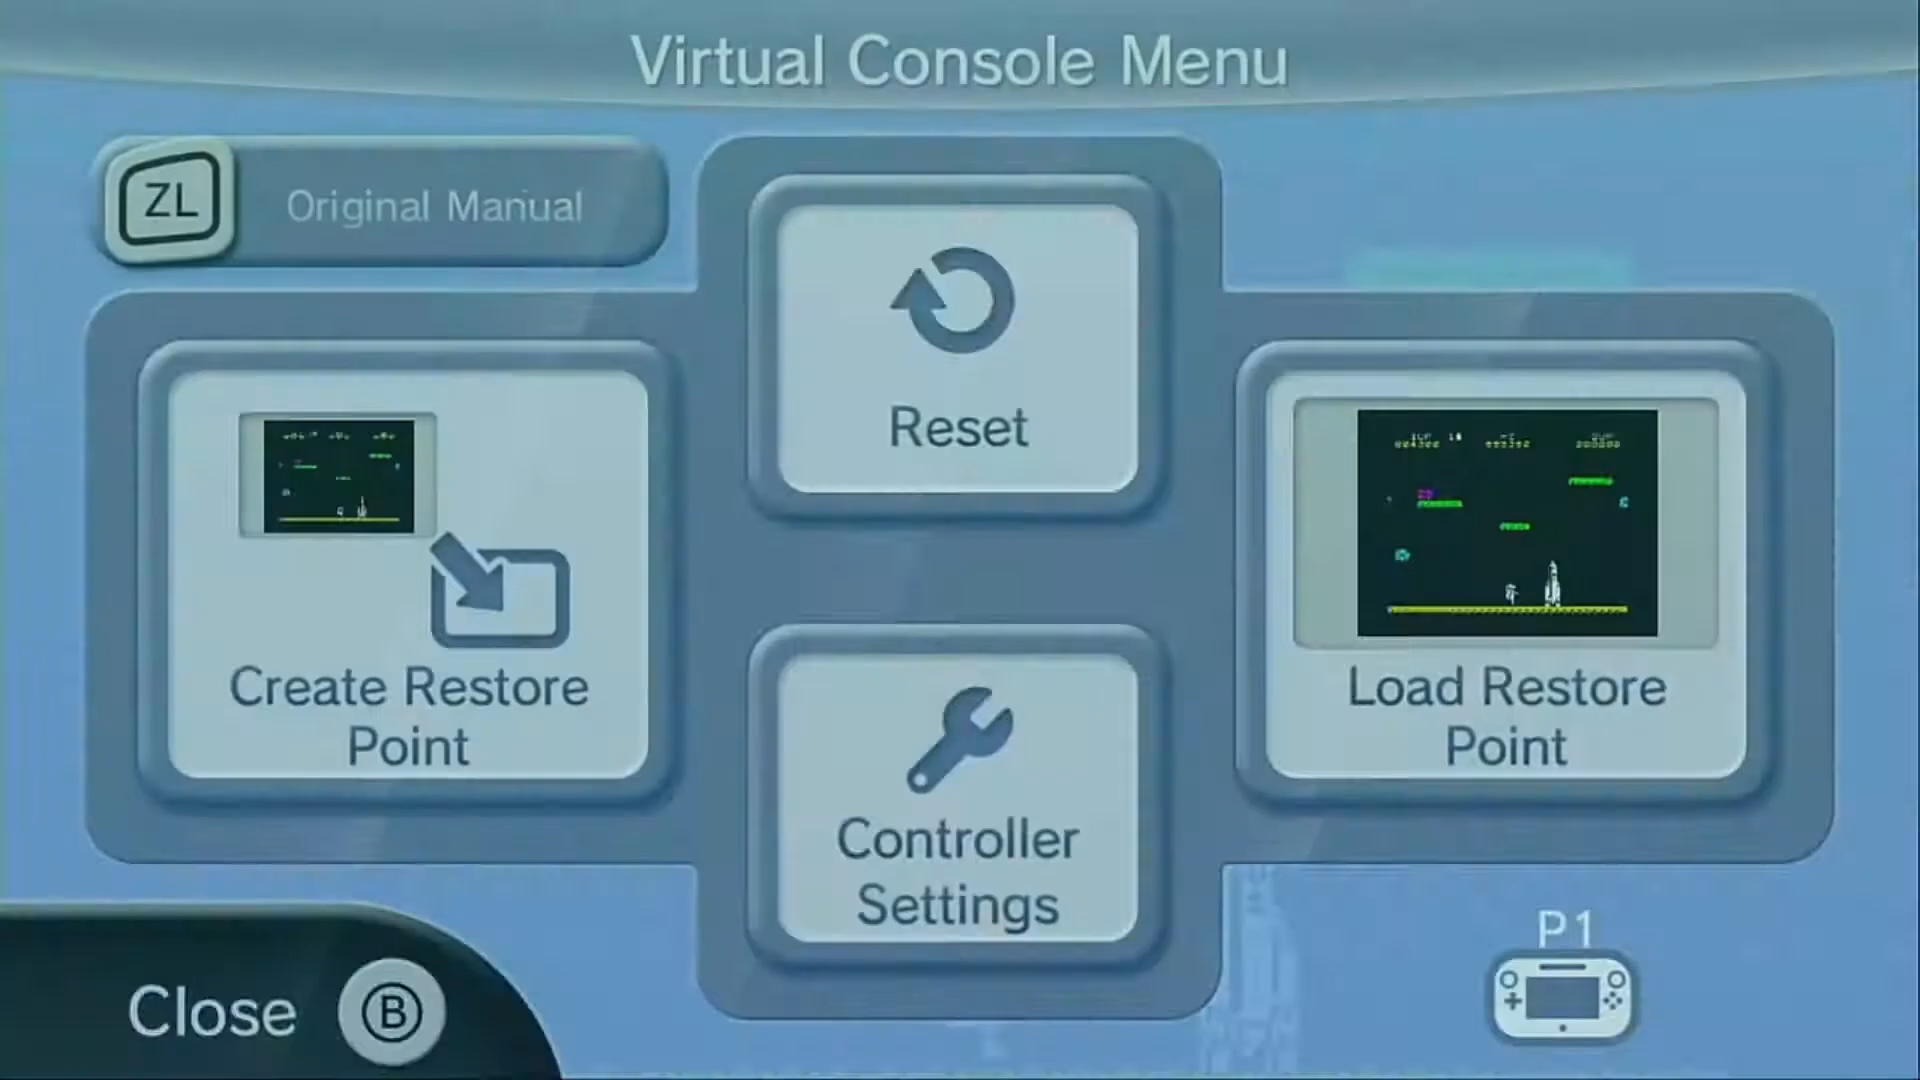 Virtual Console Menu
ZL
Original Manual
Reset
Create Restore
Point
Load Restore
Point
Controller
Settings
P1
Close B